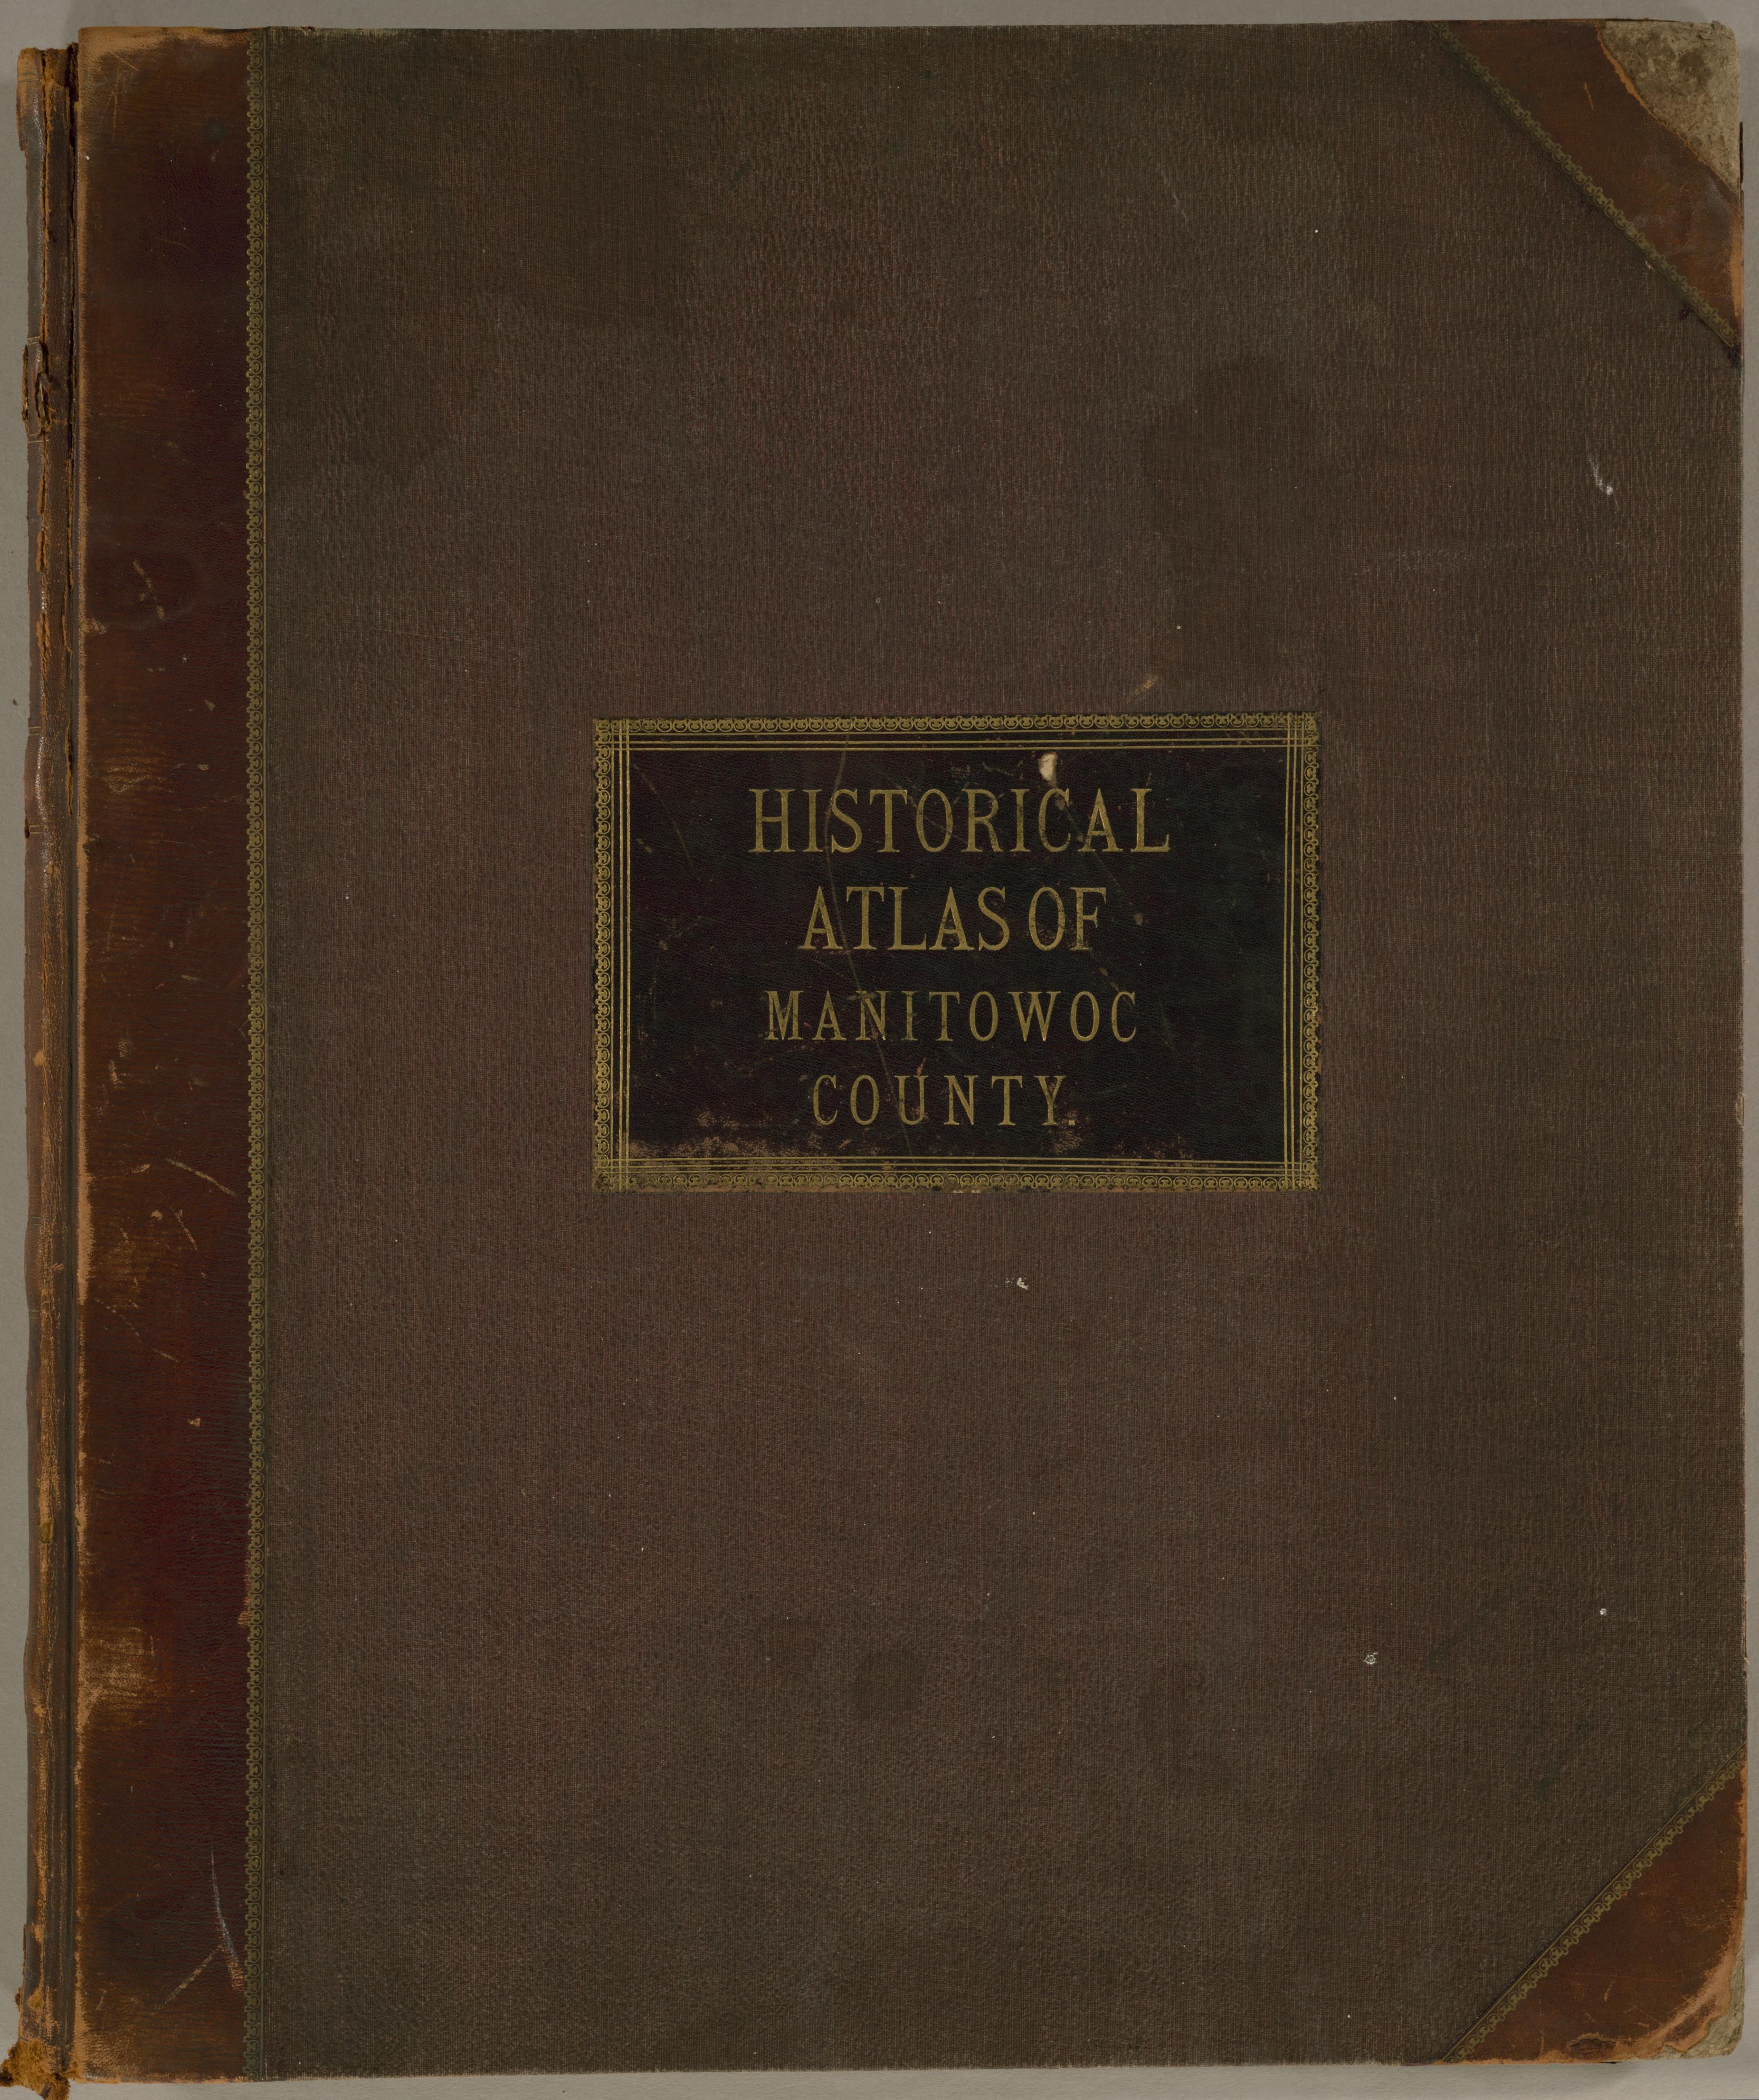 HISTORICAL
ATLAS OF
MANITOWOC
COUNTY.